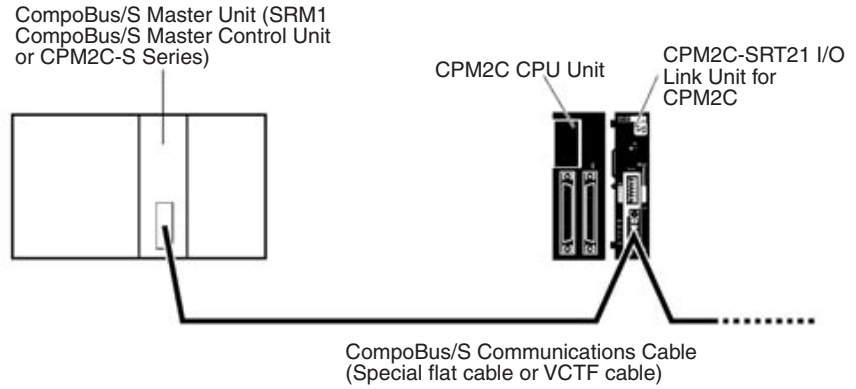 CompoBus/S Master Unit (SRM1
CompoBus/S Master Control Unit
or CPM2C-S Series)
CPM2C CPU Unit
CPM2C-SRT21 I/O
Link Unit for
CPM2C
CompoBus/S Communications Cable
(Special flat cable or VCTF cable)